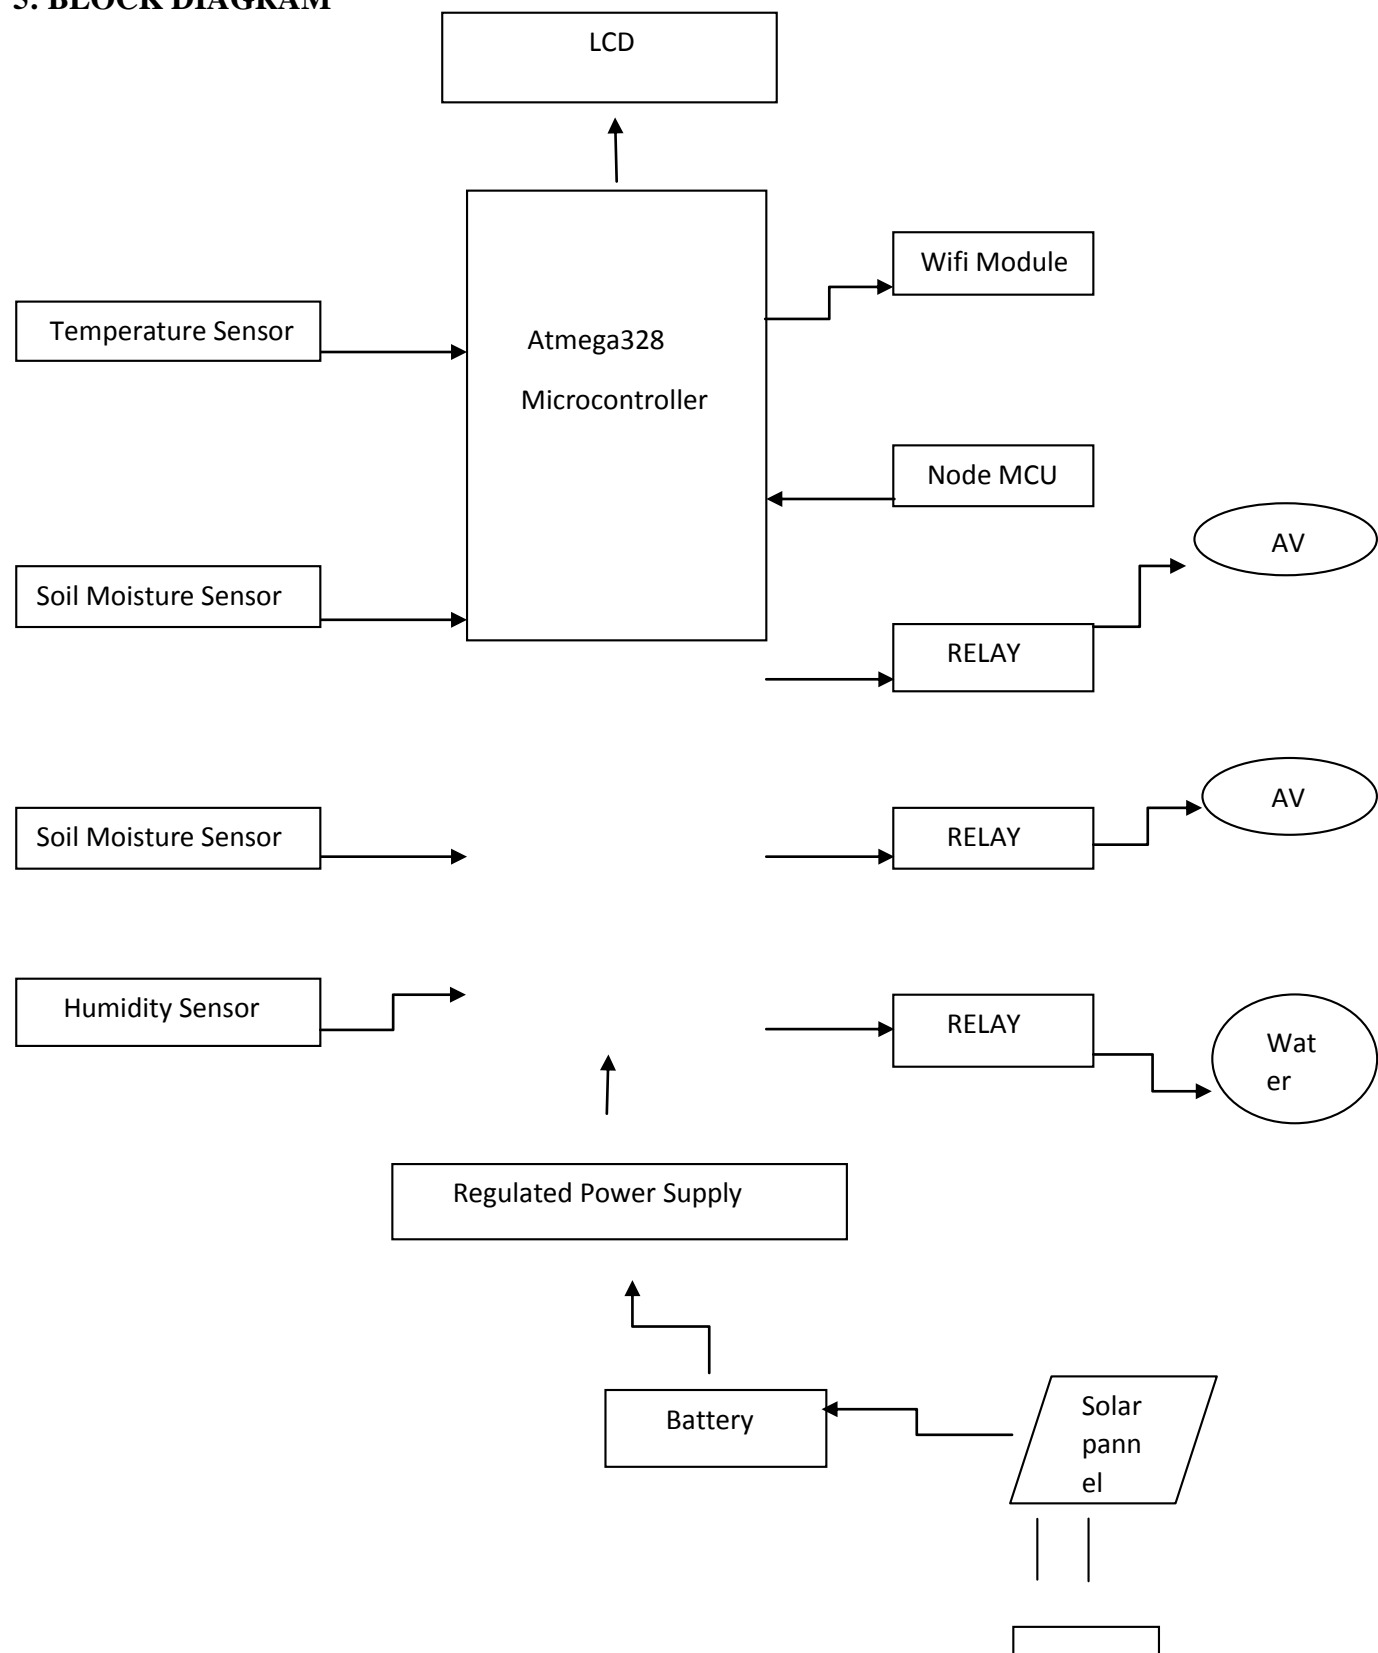 3. BLOCK DIAGRAM
LCD
Wifi Module
Temperature Sensor
Atmega328
Microcontroller
Node MCU
AV
Soil Moisture Sensor
RELAY
AV
Soil Moisture Sensor
RELAY
Humidity Sensor
RELAY
Wat
er
Regulated Power Supply
Battery
Solar
pann
el